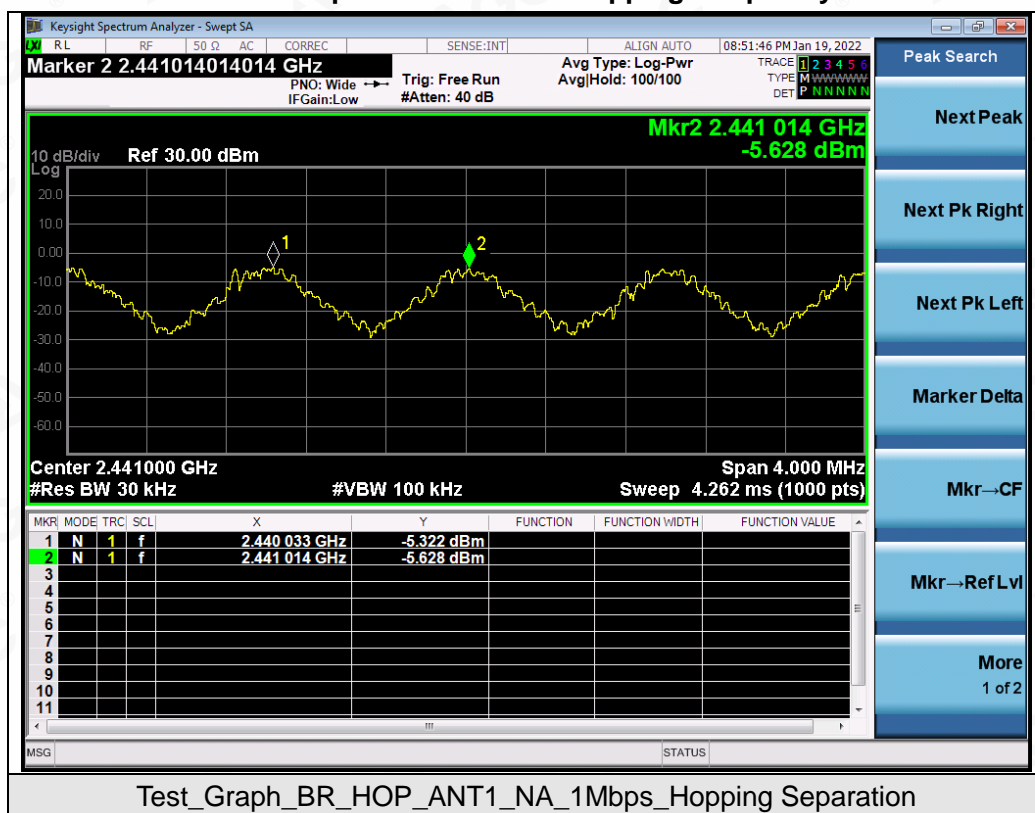 Keysight Spectrum Analyzer - Swept SA
LXI RL RF 50 Ω AC CORREC SENSE:INT ALIGN AUTO 08:51:46 PM Jan 19, 2022
Marker 2 2.441014014014 GHz
PNO: Wide
IFGain:Low
Trig: Free Run
#Atten: 40 dB
Avg Type: Log-Pwr
Avg|Hold: 100/100
TRACE 1 2 3 4 5 6
TYPE M WWWWW
DET P N N N N N
Mkr2 2.441 014 GHz
-5.628 dBm
10 dB/div Ref 30.00 dBm
Log
20.0
10.0
0.00
-10.0
-20.0
-30.0
-40.0
-50.0
-60.0
1
2
Center 2.441000 GHz Span 4.000 MHz
#Res BW 30 kHz #VBW 100 kHz Sweep 4.262 ms (1000 pts)
MKR MODE TRC SCL X Y FUNCTION FUNCTION WIDTH FUNCTION VALUE
1 N 1 f 2.440 033 GHz -5.322 dBm
2 N 1 f 2.441 014 GHz -5.628 dBm
3
4
5
6
7
8
9
10
11
MSG STATUS
Peak Search
Next Peak
Next Pk Right
Next Pk Left
Marker Delta
Mkr→CF
Mkr→Ref Lvl
More
1 of 2
Test_Graph_BR_HOP_ANT1_NA_1Mbps_Hopping Separation